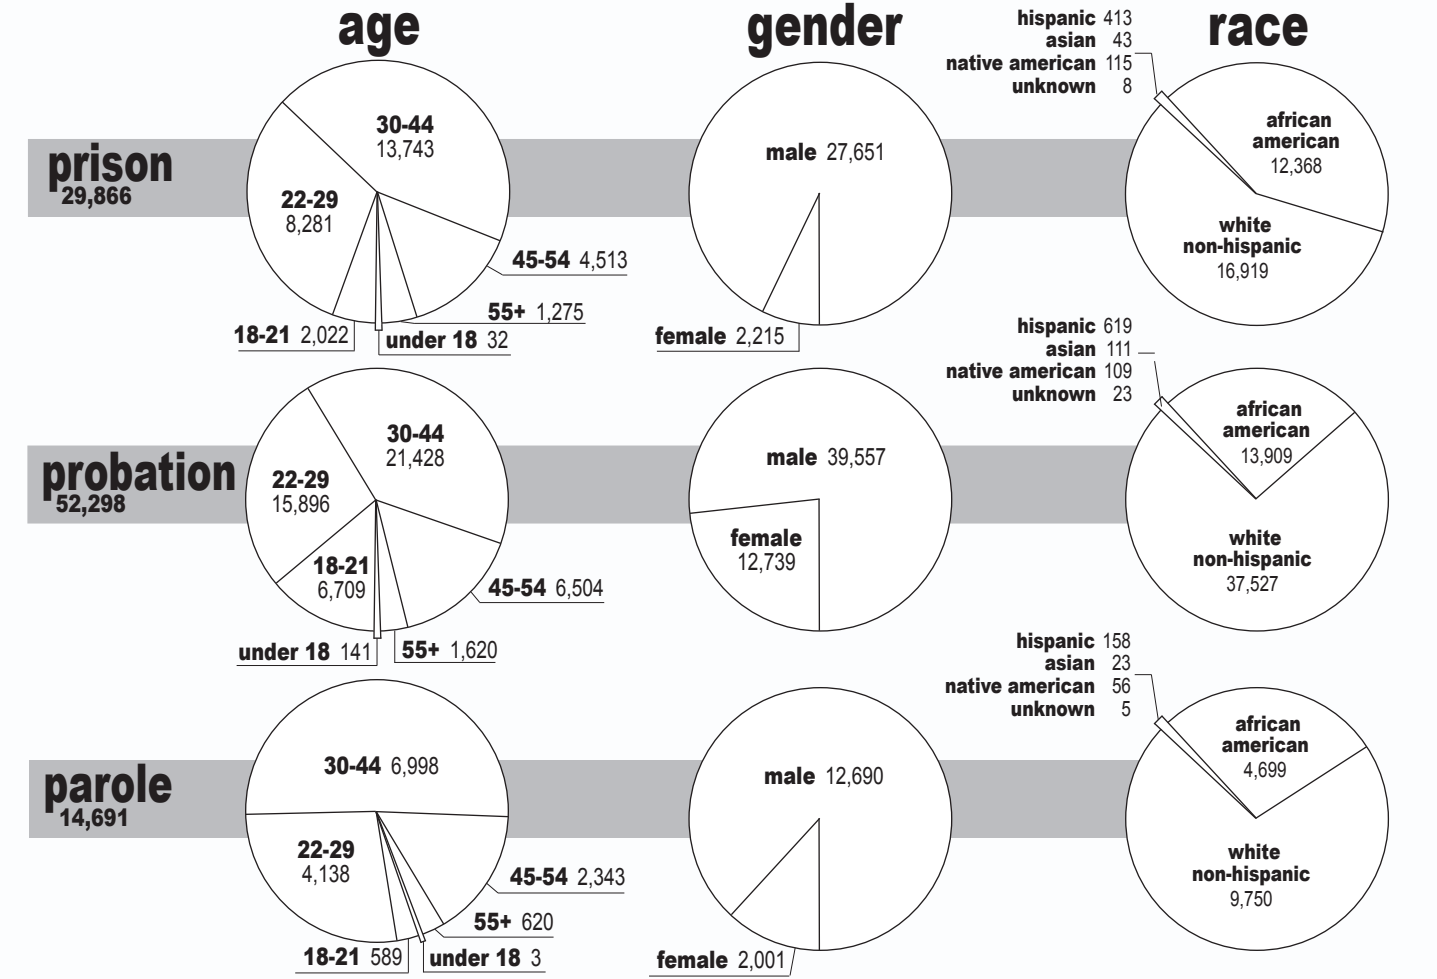 age
gender
race
prison
29,866
30-44
13,743
22-29
8,281
45-54 4,513
55+ 1,275
18-21 2,022
under 18 32
male 27,651
female 2,215
hispanic 413
asian 43
native american 115
unknown 8
african
american
12,368
white
non-hispanic
16,919
probation
52,298
30-44
21,428
22-29
15,896
18-21
6,709
45-54 6,504
under 18 141
55+ 1,620
male 39,557
female
12,739
hispanic 619
asian 111
native american 109
unknown 23
african
american
13,909
white
non-hispanic
37,527
parole
14,691
30-44 6,998
22-29
4,138
45-54 2,343
55+ 620
18-21 589
under 18 3
male 12,690
female 2,001
hispanic 158
asian 23
native american 56
unknown 5
african
american
4,699
white
non-hispanic
9,750